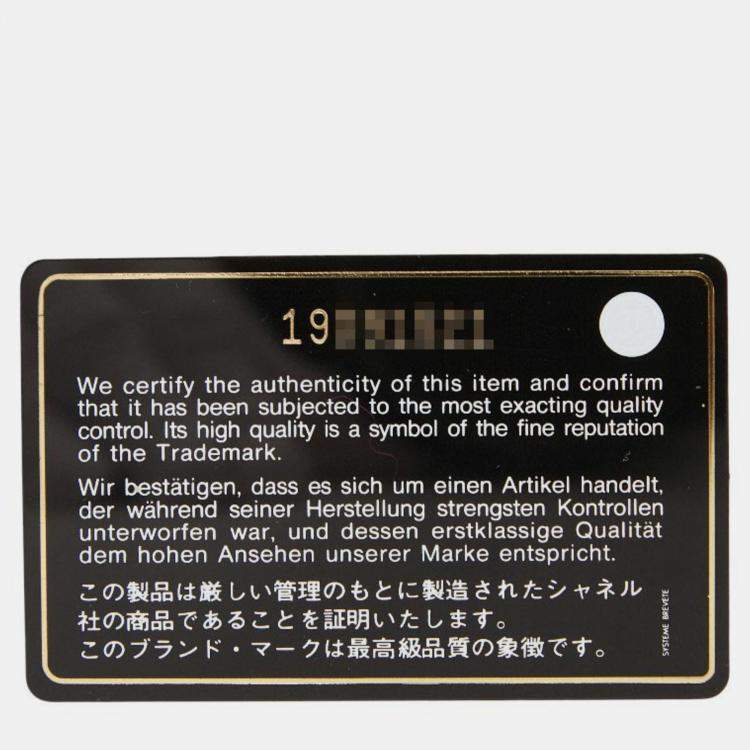 19
We certify the authenticity of this item and confirm
that it has been subjected to the most exacting quality
control. Its high quality is a symbol of the fine reputation
of the Trademark.
Wir bestätigen, dass es sich um einen Artikel handelt,
der während seiner Herstellung strengsten Kontrollen
unterworfen war, und dessen erstklassige Qualität
dem hohen Ansehen unserer Marke entspricht.
この製品は厳しい管理のもとに製造されたシャネル
社の商品であることを証明いたします。
このブランド・マークは最高級品質の象徴です。
SYSTEME BREVETE